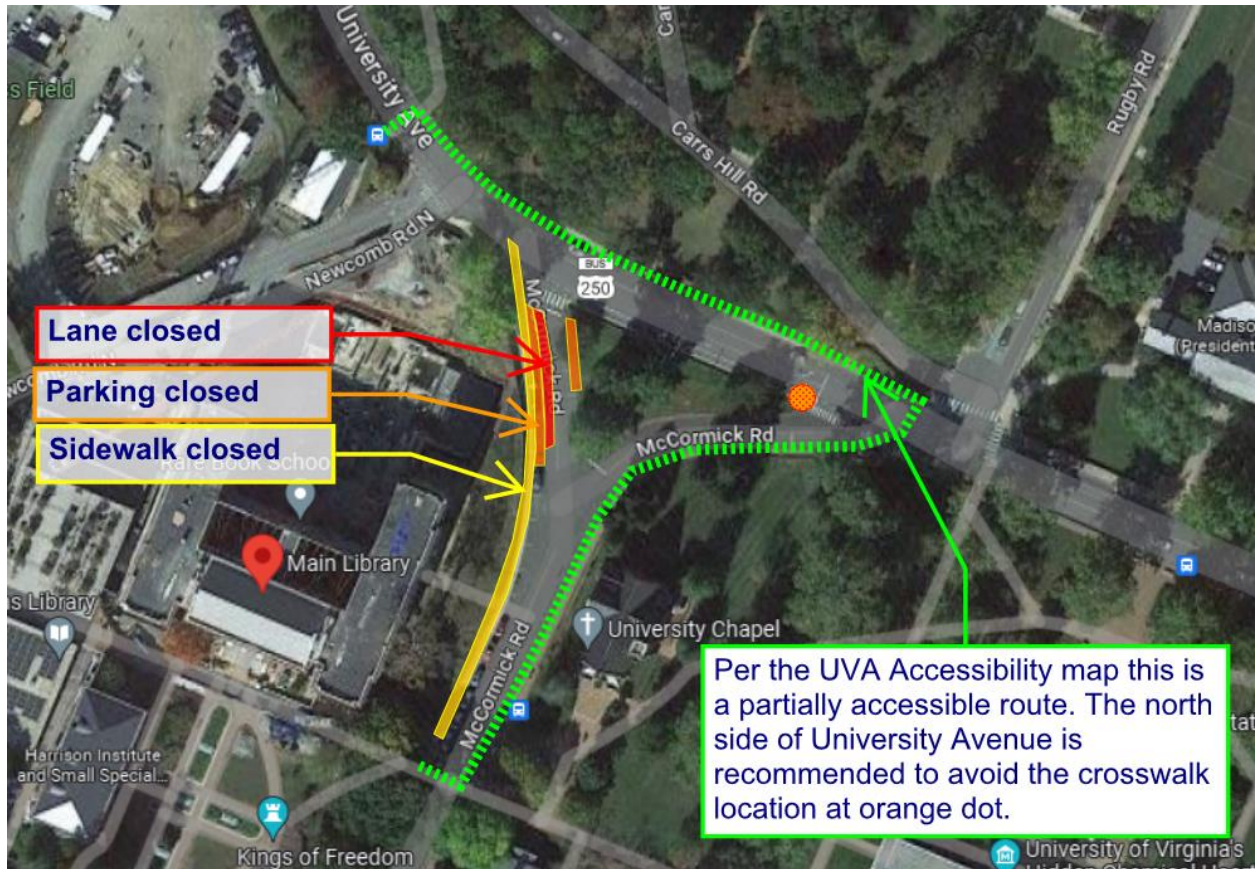 University Ave
Ca
Rugby Rd
s Field
Carrs Hill Rd
Newcomb Rd N
BUS
250
Lane closed
Madiso
(President
Parking closed
McCormick Rd
Sidewalk closed
Rare Book School
Main Library
s Library
University Chapel
McCormick Rd
Per the UVA Accessibility map this is
a partially accessible route. The north
side of University Avenue is
recommended to avoid the crosswalk
location at orange dot.
tat
Harrison Institute
and Small Special...
Kings of Freedom
University of Virginia's